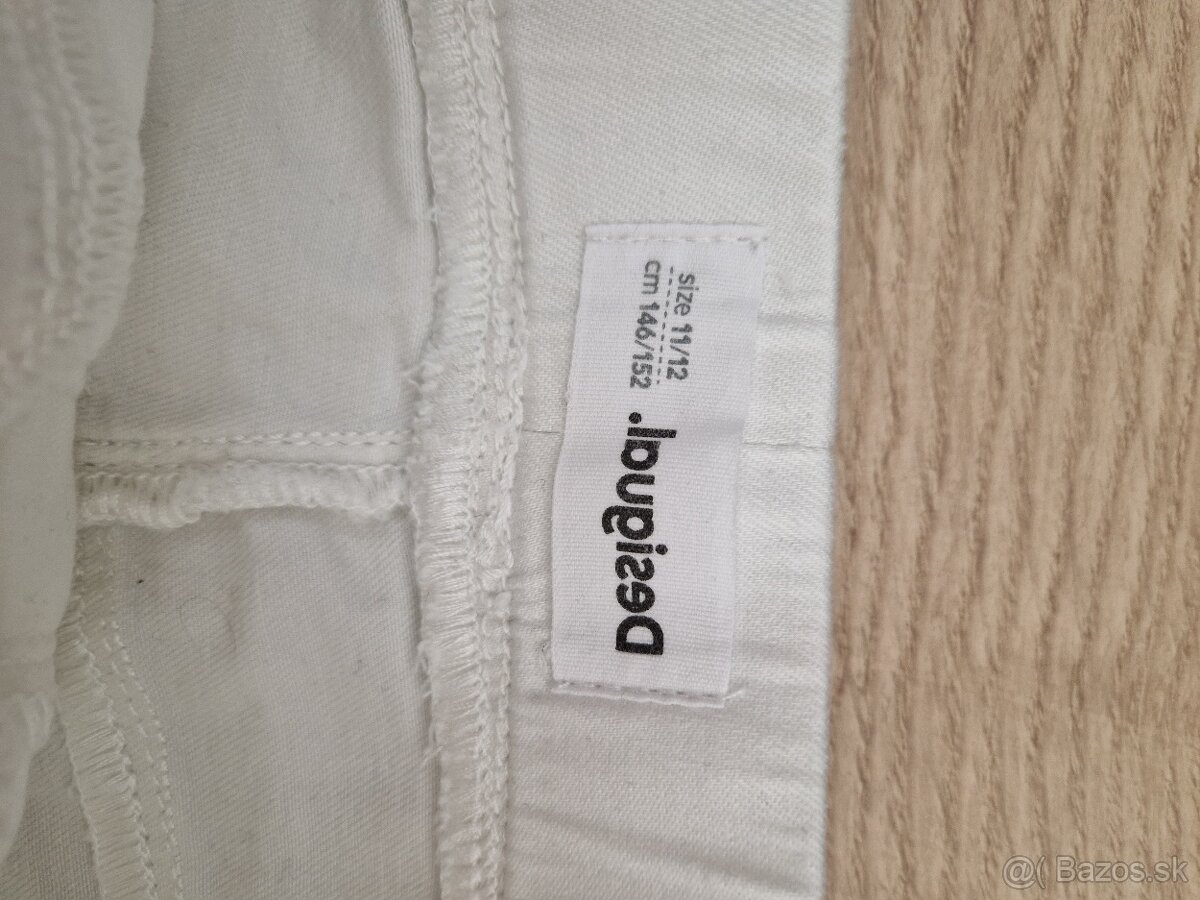 size 11/12
cm 146/152
Desigual.
@( Bazos.sk